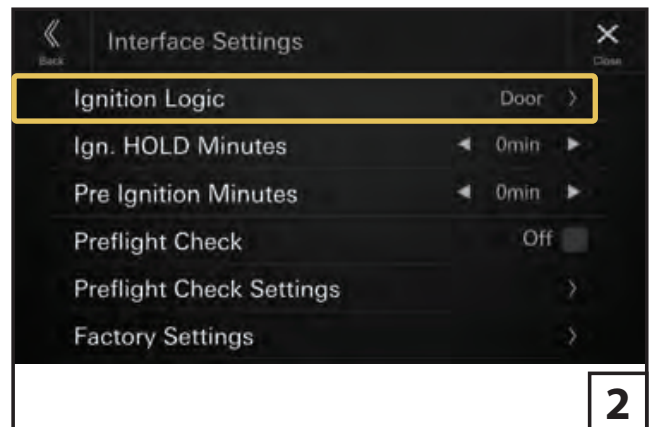 Interface Settings
Back
Close
Ignition Logic Door
Ign. HOLD Minutes 0min
Pre Ignition Minutes 0min
Preflight Check Off
Preflight Check Settings
Factory Settings
2